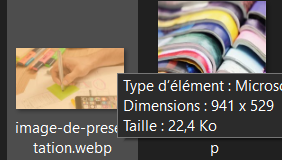 Type d'élément : Microso
Dimensions : 941 x 529
Taille : 22,4 Ko
image-de-prese
tation.webp
p